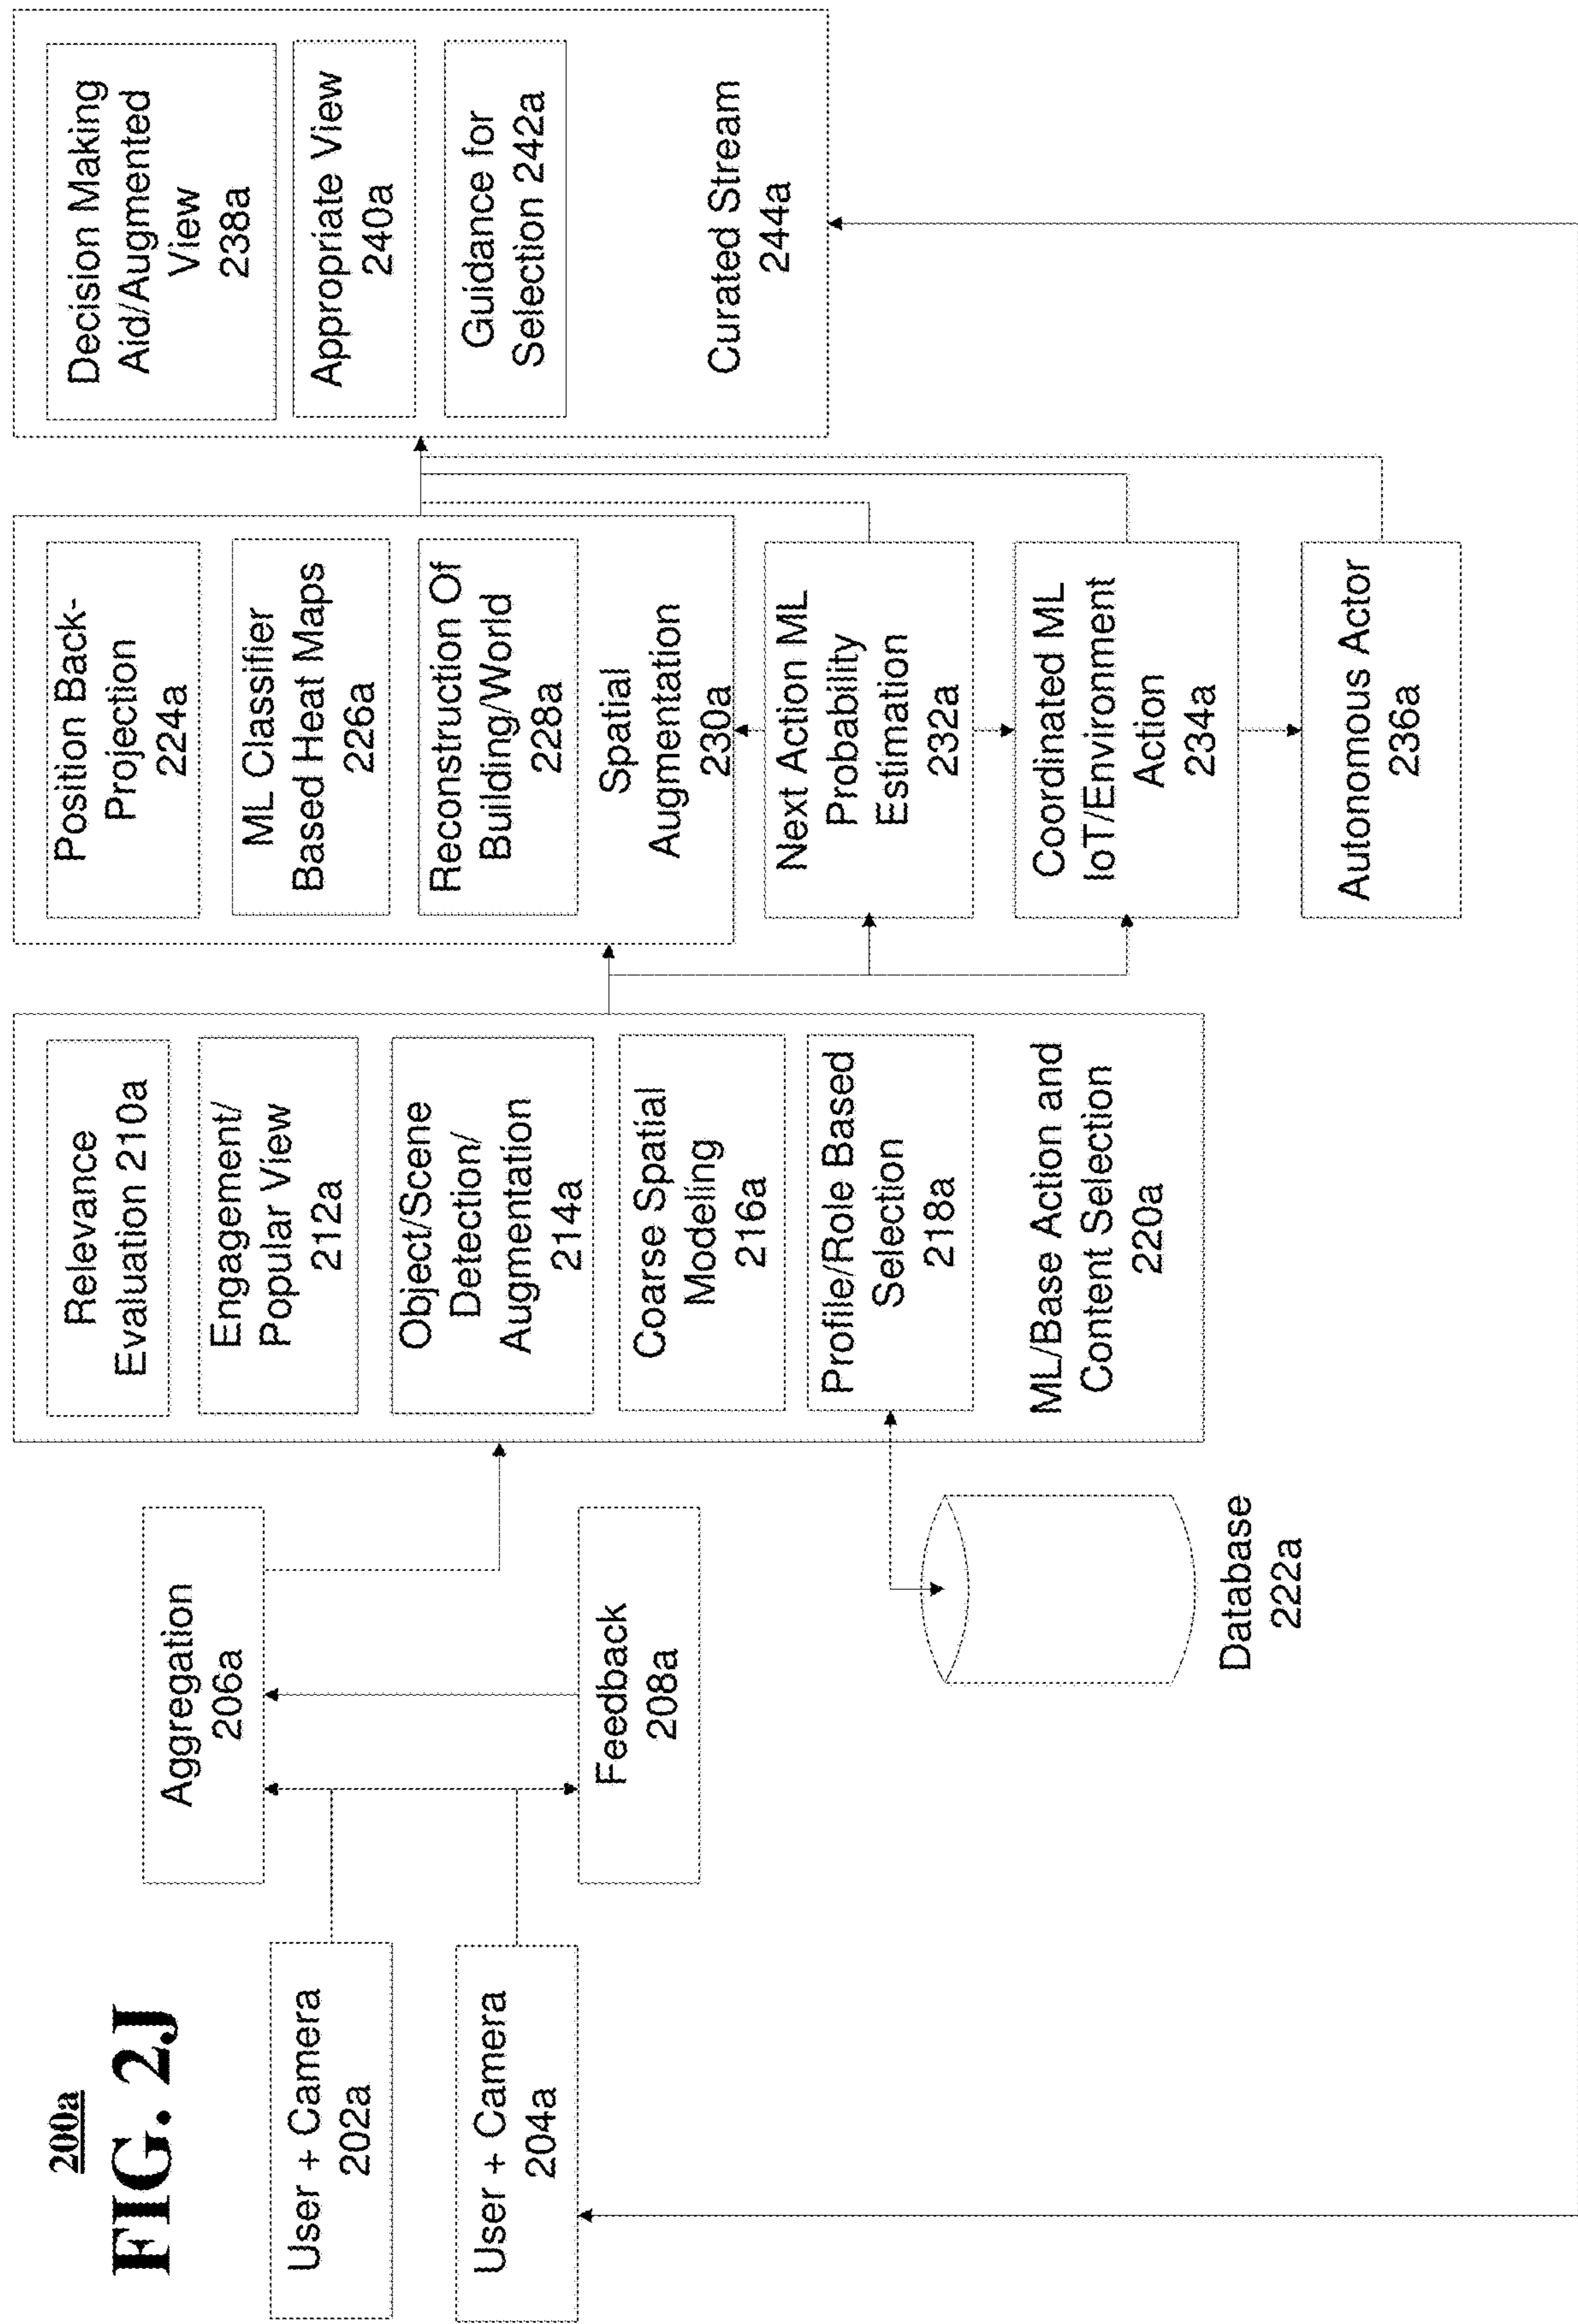 200a
FIG. 2J
User + Camera
202a
User + Camera
204a
Aggregation
206a
Feedback
208a
Relevance
Evaluation 210a
Engagement/
Popular View
212a
Object/Scene
Detection/
Augmentation
214a
Coarse Spatial
Modeling
216a
Profile/Role Based
Selection
218a
ML/Base Action and
Content Selection
220a
Database
222a
Position Back-
Projection
224a
ML Classifier
Based Heat Maps
226a
Reconstruction Of
Building/World
228a
Spatial
Augmentation
230a
Next Action ML
Probability
Estimation
232a
Coordinated ML
IoT/Environment
Action
234a
Autonomous Actor
236a
Decision Making
Aid/Augmented
View
238a
Appropriate View
240a
Guidance for
Selection 242a
Curated Stream
244a